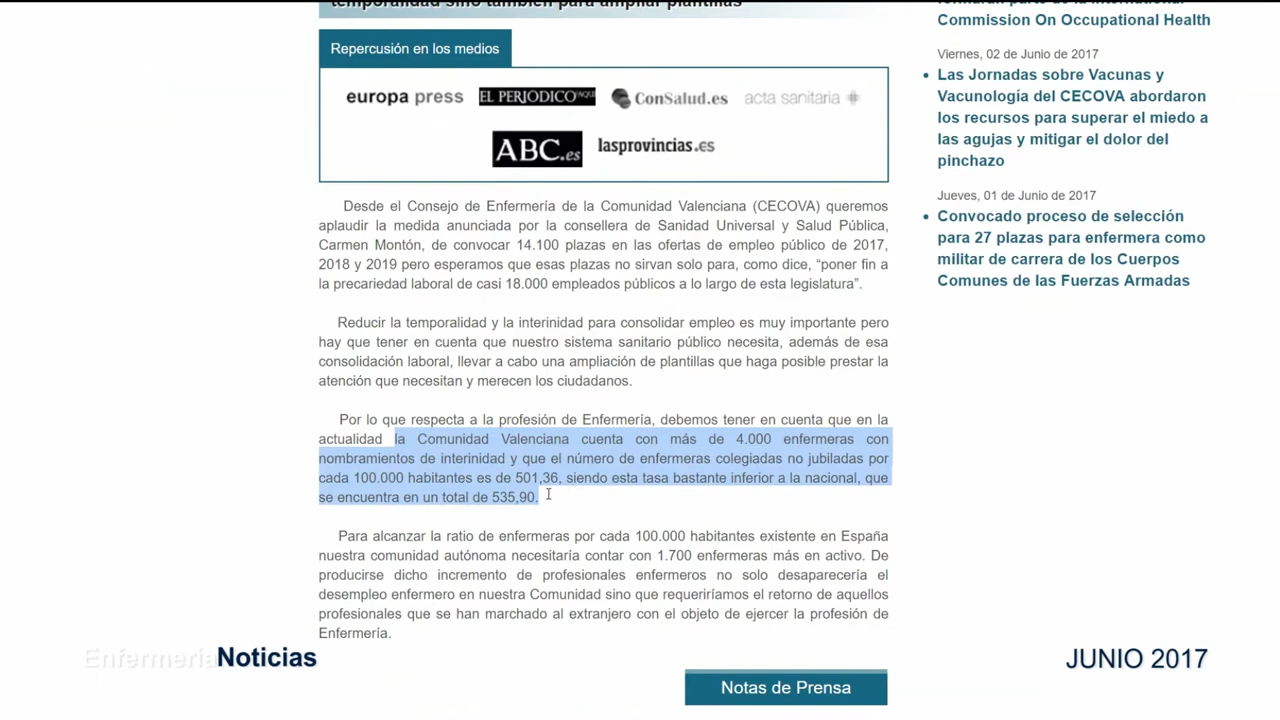 temporalidad sino también para ampliar plantillas
Repercusión en los medios
europa press EL PERIODICO AQUÍ ConSalud.es acta sanitaria
ABC.es lasprovincias.es
Desde el Consejo de Enfermería de la Comunidad Valenciana (CECOVA) queremos
aplaudir la medida anunciada por la consellera de Sanidad Universal y Salud Pública,
Carmen Montón, de convocar 14.100 plazas en las ofertas de empleo público de 2017,
2018 y 2019 pero esperamos que esas plazas no sirvan solo para, como dice, “poner fin a
la precariedad laboral de casi 18.000 empleados públicos a lo largo de esta legislatura”.
Reducir la temporalidad y la interinidad para consolidar empleo es muy importante pero
hay que tener en cuenta que nuestro sistema sanitario público necesita, además de esa
consolidación laboral, llevar a cabo una ampliación de plantillas que haga posible prestar la
atención que necesitan y merecen los ciudadanos.
Por lo que respecta a la profesión de Enfermería, debemos tener en cuenta que en la
actualidad la Comunidad Valenciana cuenta con más de 4.000 enfermeras con
nombramientos de interinidad y que el número de enfermeras colegiadas no jubiladas por
cada 100.000 habitantes es de 501,36, siendo esta tasa bastante inferior a la nacional, que
se encuentra en un total de 535,90.
Para alcanzar la ratio de enfermeras por cada 100.000 habitantes existente en España
nuestra comunidad autónoma necesitaría contar con 1.700 enfermeras más en activo. De
producirse dicho incremento de profesionales enfermeros no solo desaparecería el
desempleo enfermero en nuestra Comunidad sino que requeriríamos el retorno de aquellos
profesionales que se han marchado al extranjero con el objeto de ejercer la profesión de
Enfermería.
Notas de Prensa
formarán parte de la International
Commission On Occupational Health
Viernes, 02 de Junio de 2017
• Las Jornadas sobre Vacunas y
Vacunología del CECOVA abordaron
los recursos para superar el miedo a
las agujas y mitigar el dolor del
pinchazo
Jueves, 01 de Junio de 2017
• Convocado proceso de selección
para 27 plazas para enfermera como
militar de carrera de los Cuerpos
Comunes de las Fuerzas Armadas
EnfermeríaNoticias
JUNIO 2017